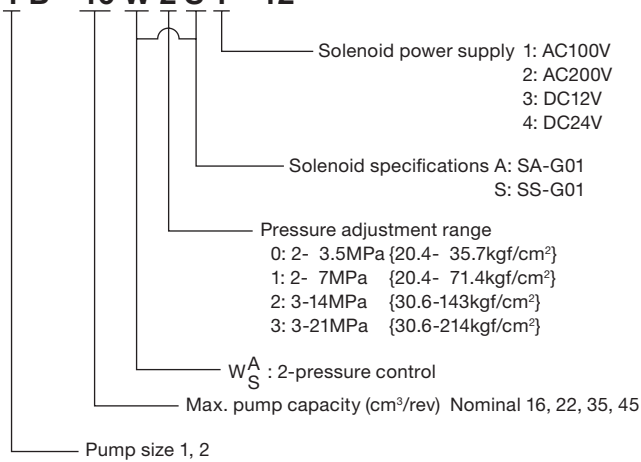 Solenoid power supply 1: AC100V
2: AC200V
3: DC12V
4: DC24V
Solenoid specifications A: SA-G01
S: SS-G01
Pressure adjustment range
0: 2- 3.5MPa {20.4- 35.7kgf/cm²}
1: 2- 7MPa {20.4- 71.4kgf/cm²}
2: 3-14MPa {30.6-143kgf/cm²}
3: 3-21MPa {30.6-214kgf/cm²}
W A S : 2-pressure control
Max. pump capacity (cm³/rev) Nominal 16, 22, 35, 45
Pump size 1, 2